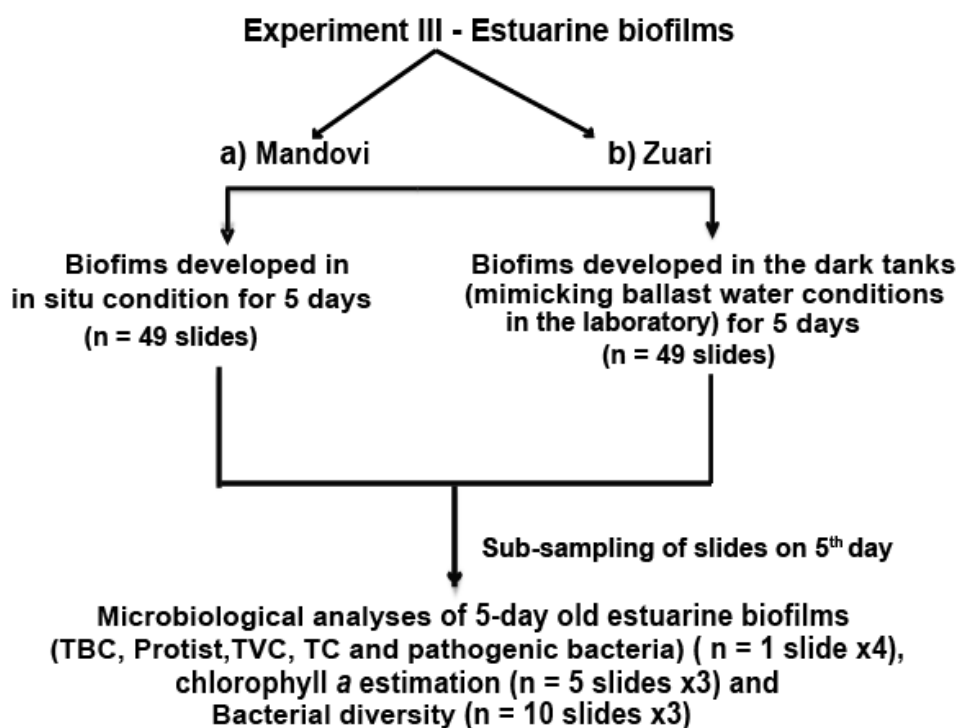 Experiment III - Estuarine biofilms
a) Mandovi
b) Zuari
Biofims developed in
in situ condition for 5 days
(n = 49 slides)
Biofims developed in the dark tanks
(mimicking ballast water conditions
in the laboratory) for 5 days
(n = 49 slides)
Sub-sampling of slides on 5th day
Microbiological analyses of 5-day old estuarine biofilms
(TBC, Protist,TVC, TC and pathogenic bacteria) ( n = 1 slide x4),
chlorophyll a estimation (n = 5 slides x3) and
Bacterial diversity (n = 10 slides x3)